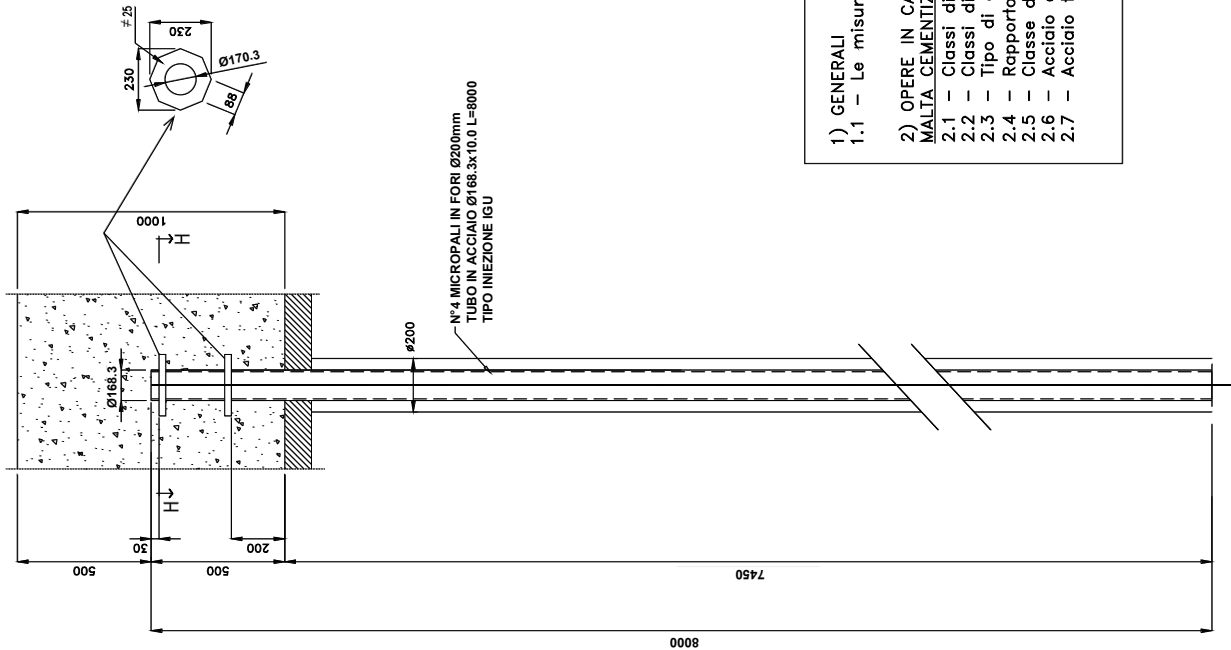 ≠25
230
230
Ø170.3
88
1000
H
H
Ø168.3
30
200
500
500
ø200
N°4 MICROPALI IN FORI Ø200mm
TUBO IN ACCIAIO Ø168.3x10.0 L=8000
TIPO INIEZIONE IGU
7450
8000
1) GENERALI
1.1 – Le misur
2) OPERE IN CA
MALTA CEMENTIZ
2.1 – Classi di
2.2 – Classi di
2.3 – Tipo di
2.4 – Rapporto
2.5 – Classe d
2.6 – Acciaio
2.7 – Acciaio